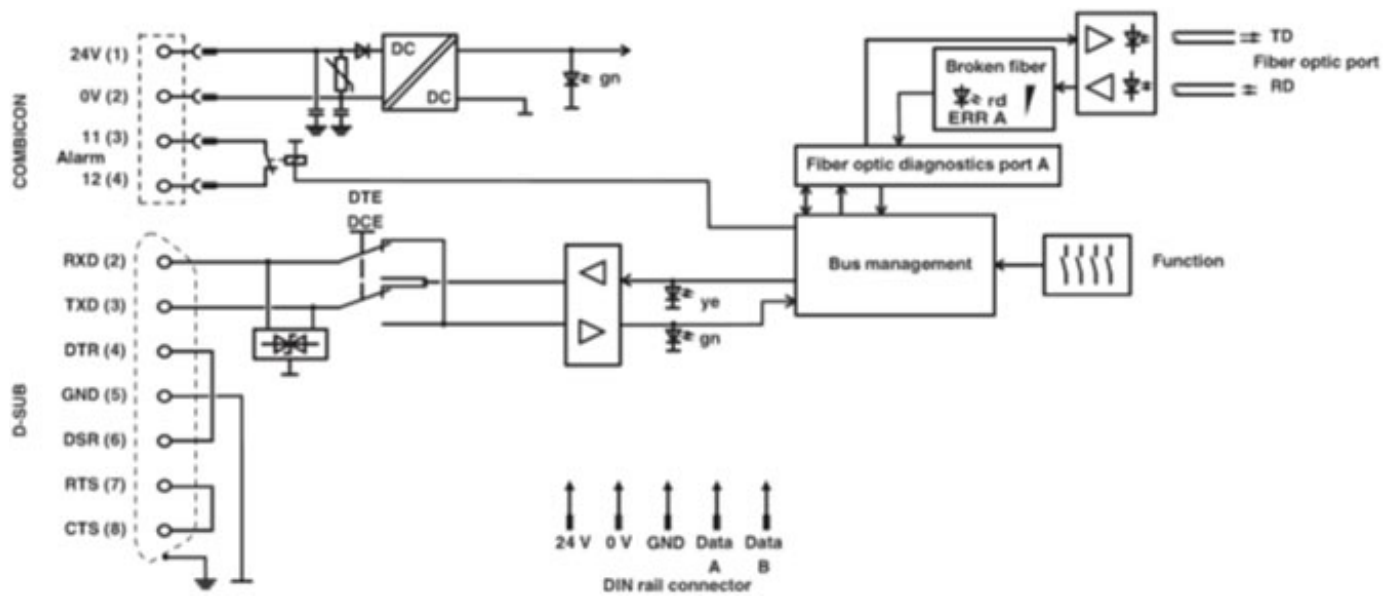 COMBICON
24V (1)
0V (2)
11 (3)
Alarm
12 (4)
DC
DC
gn
Broken fiber
rd
ERR A
TD
Fiber optic port
RD
Fiber optic diagnostics port A
DTE
DCE
D-SUB
RXD (2)
TXD (3)
DTR (4)
GND (5)
DSR (6)
RTS (7)
CTS (8)
ye
gn
Bus management
Function
24 V 0 V GND Data Data
A B
DIN rail connector